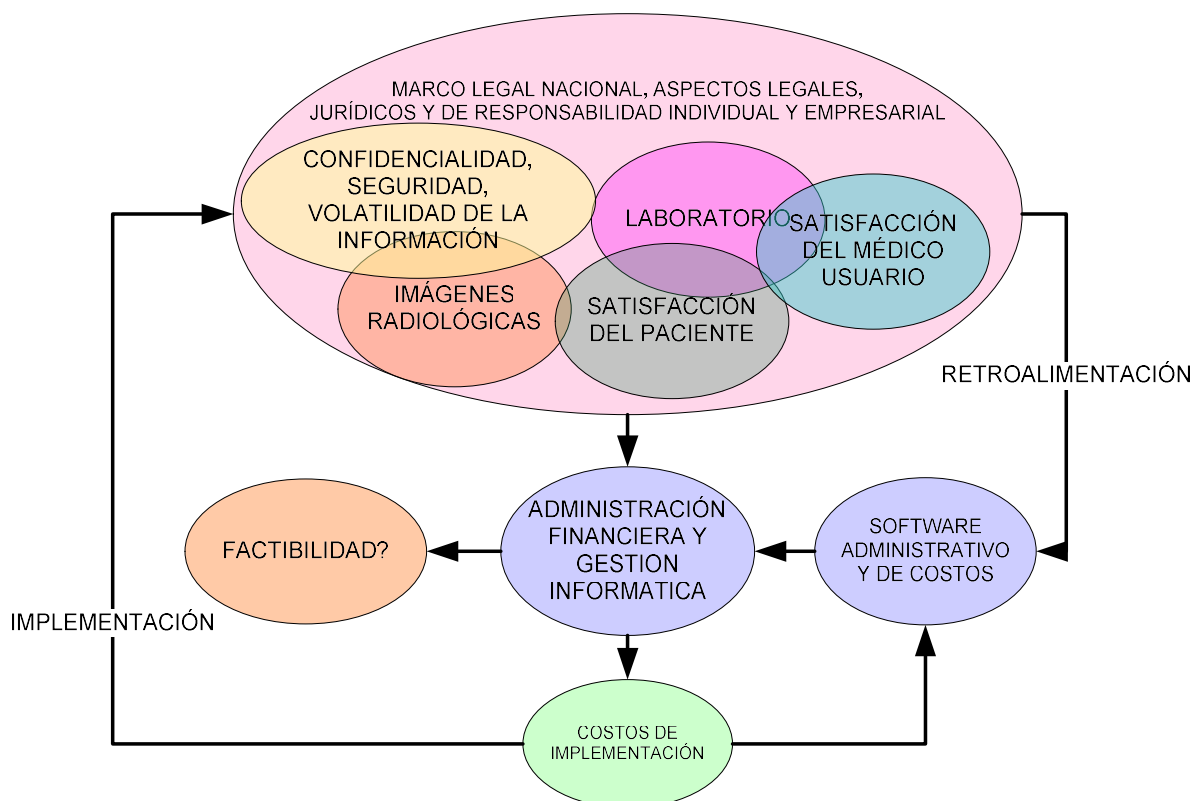 MARCO LEGAL NACIONAL, ASPECTOS LEGALES,
JURÍDICOS Y DE RESPONSABILIDAD INDIVIDUAL Y EMPRESARIAL
CONFIDENCIALIDAD,
SEGURIDAD,
VOLATILIDAD DE LA
INFORMACIÓN
LABORATORIO
SATISFACCIÓN
DEL MÉDICO
USUARIO
IMÁGENES
RADIOLÓGICAS
SATISFACCIÓN
DEL PACIENTE
RETROALIMENTACIÓN
FACTIBILIDAD?
ADMINISTRACIÓN
FINANCIERA Y
GESTION
INFORMATICA
SOFTWARE
ADMINISTRATIVO
Y DE COSTOS
IMPLEMENTACIÓN
COSTOS DE
IMPLEMENTACIÓN